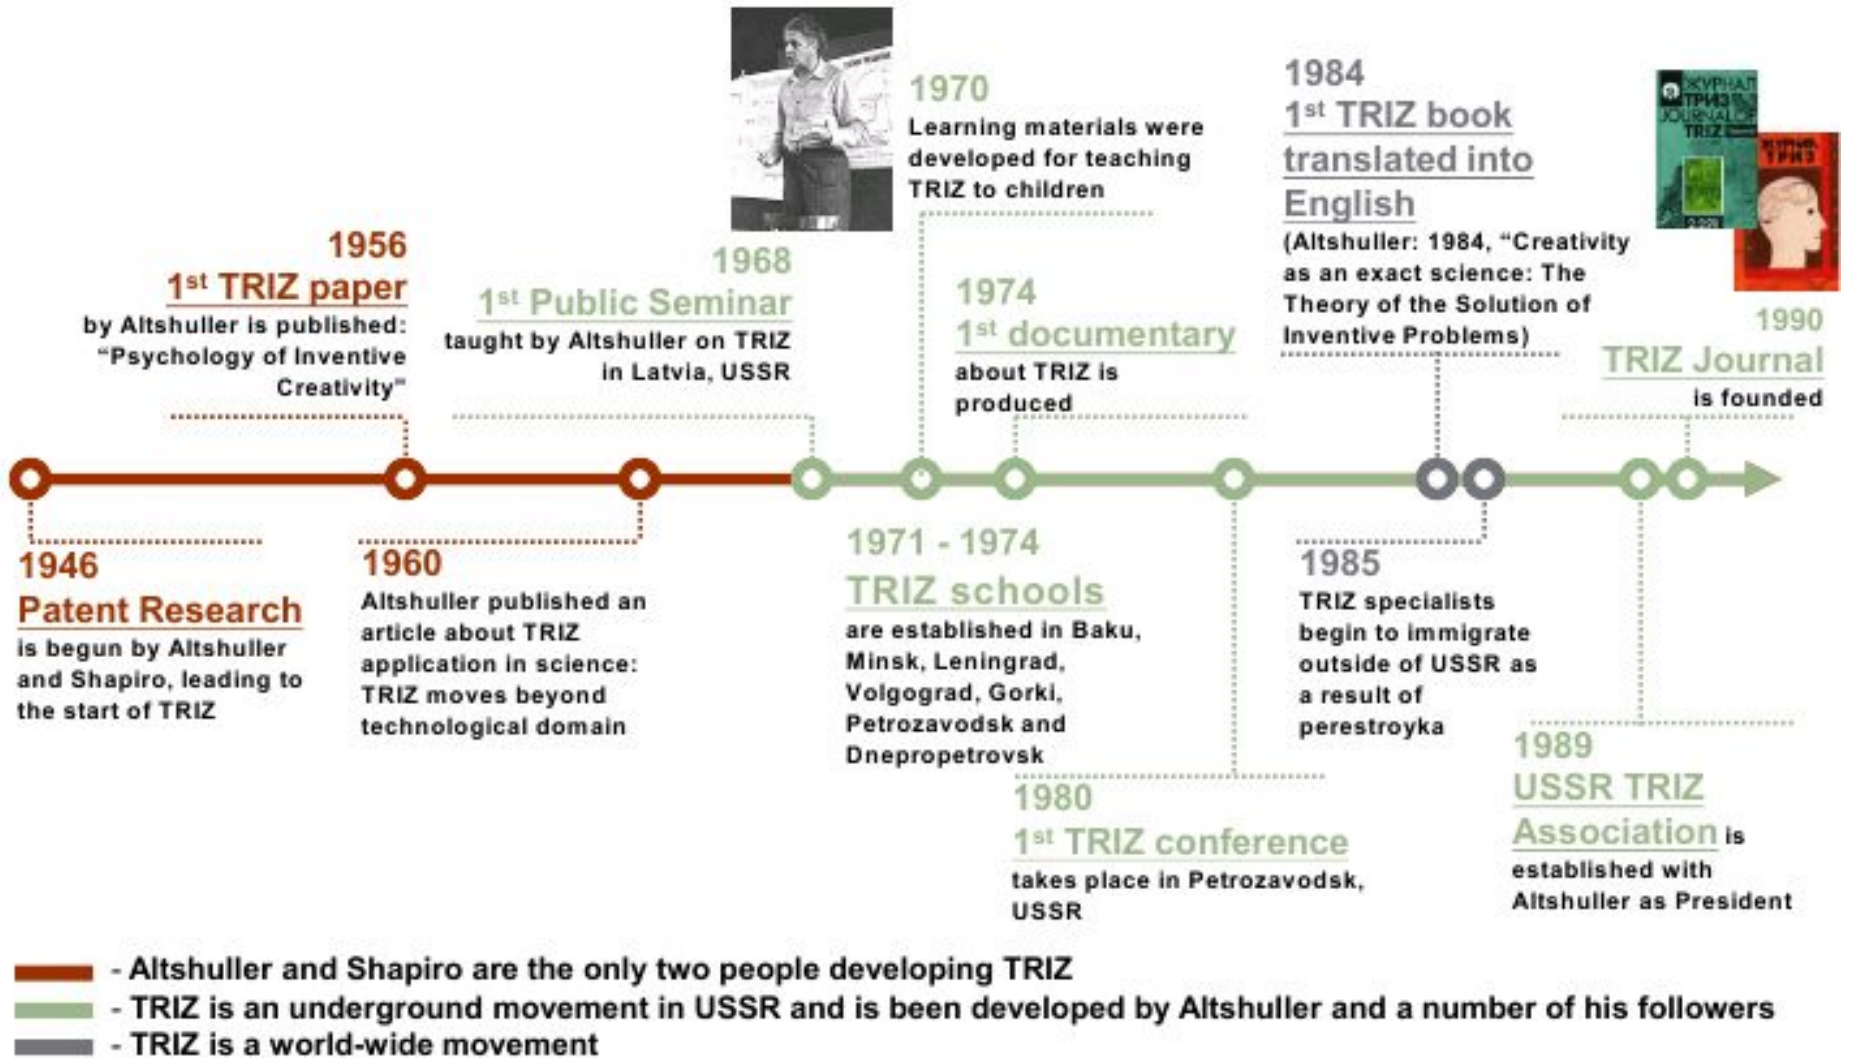 1956
1st TRIZ paper
by Altshuller is published:
“Psychology of Inventive
Creativity”
1968
1st Public Seminar
taught by Altshuller on TRIZ
in Latvia, USSR
1970
Learning materials were
developed for teaching
TRIZ to children
1974
1st documentary
about TRIZ is
produced
1984
1st TRIZ book
translated into
English
(Altshuller: 1984, “Creativity
as an exact science: The
Theory of the Solution of
Inventive Problems)
ЖУРНАЛ
ТРИЗ
JOURNAL OF
TRIZ
ЖУРНАЛ
ТРИЗ
1990
TRIZ Journal
is founded
1946
Patent Research
is begun by Altshuller
and Shapiro, leading to
the start of TRIZ
1960
Altshuller published an
article about TRIZ
application in science:
TRIZ moves beyond
technological domain
1971 - 1974
TRIZ schools
are established in Baku,
Minsk, Leningrad,
Volgograd, Gorki,
Petrozavodsk and
Dnepropetrovsk
1980
1st TRIZ conference
takes place in Petrozavodsk,
USSR
1985
TRIZ specialists
begin to immigrate
outside of USSR as
a result of
perestroyka
1989
USSR TRIZ
Association is
established with
Altshuller as President
- Altshuller and Shapiro are the only two people developing TRIZ
- TRIZ is an underground movement in USSR and is been developed by Altshuller and a number of his followers
- TRIZ is a world-wide movement